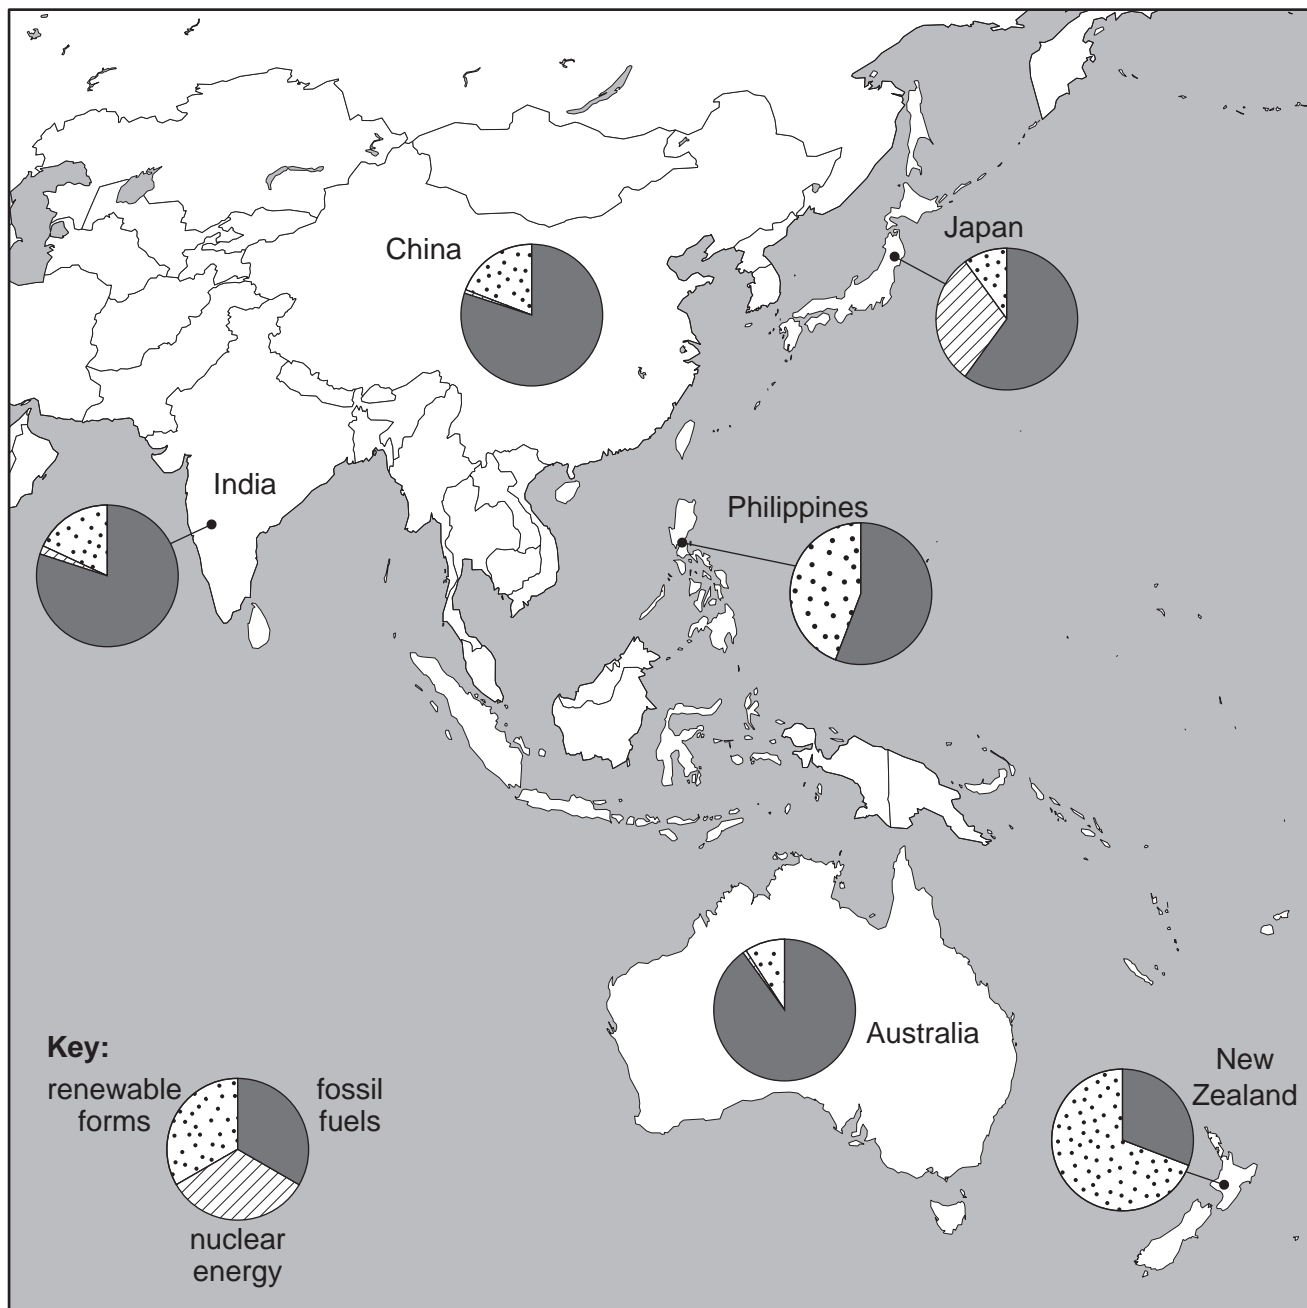 China
Japan
India
Philippines
Australia
New
Zealand
Key:
renewable
forms
fossil
fuels
nuclear
energy